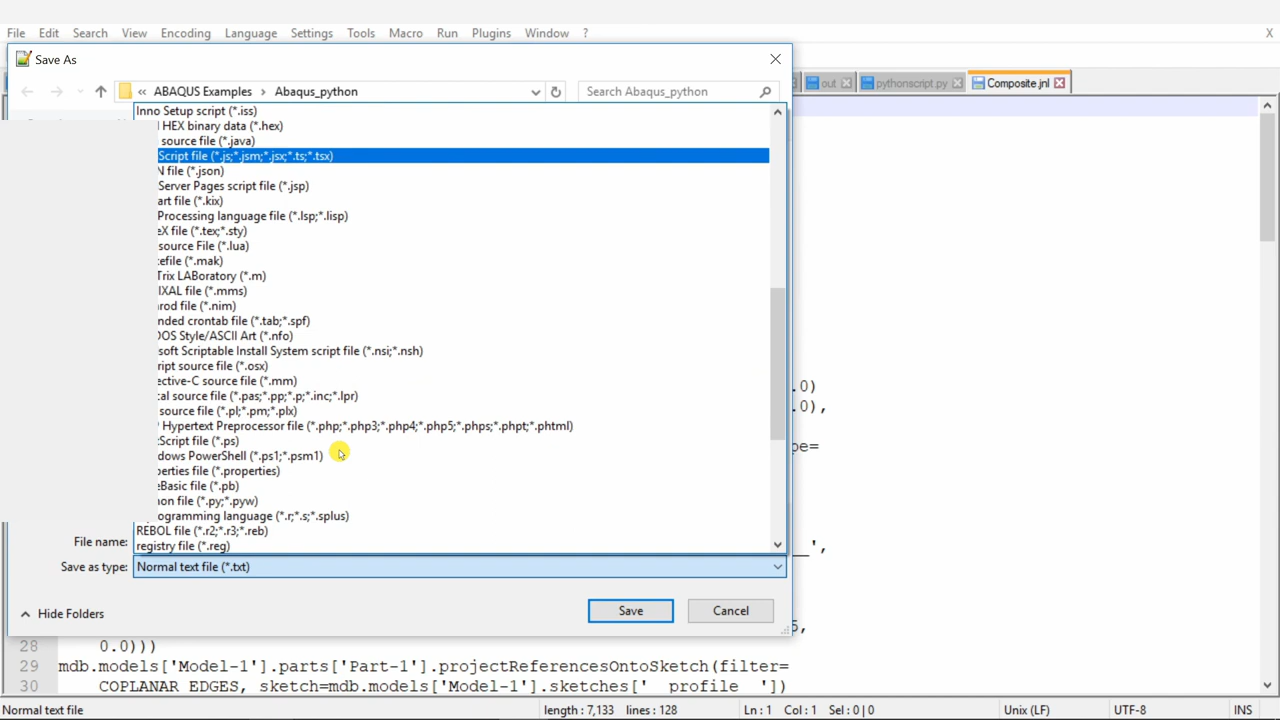 File Edit Search View Encoding Language Settings Tools Macro Run Plugins Window ? X
Save As
« ABAQUS Examples > Abaqus_python
Search Abaqus_python
out pythonscript.py Composite.jnl
Inno Setup script (*.iss)
HEX binary data (*.hex)
source file (*.java)
Script file (*.js;*.jsm;*.jsx;*.ts;*.tsx)
file (*.json)
Server Pages script file (*.jsp)
art file (*.kix)
Processing language file (*.lsp;*.lisp)
eX file (*.tex;*.sty)
source File (*.lua)
efile (*.mak)
Trix LABoratory (*.m)
IXAL file (*.mms)
rod file (*.nim)
nded crontab file (*.tab;*.spf)
DOS Style/ASCII Art (*.nfo)
soft Scriptable Install System script file (*.nsi;*.nsh)
ript source file (*.osx)
ective-C source file (*.mm)
cal source file (*.pas;*.pp;*.p;*.inc;*.lpr)
source file (*.pl;*.pm;*.plx)
Hypertext Preprocessor file (*.php;*.php3;*.php4;*.php5;*.phps;*.phpt;*.phtml)
tScript file (*.ps)
dows PowerShell (*.ps1;*.psm1)
perties file (*.properties)
eBasic file (*.pb)
on file (*.py;*.pyw)
ogramming language (*.r;*.s;*.splus)
REBOL file (*.r2;*.r3;*.reb)
registry file (*.reg)
.0)
.0),
pe=
__',
5,
File name:
Save as type: Normal text file (*.txt)
Hide Folders
Save
Cancel
28 0.0)))
29 mdb.models['Model-1'].parts['Part-1'].projectReferencesOntoSketch(filter=
30 COPLANAR_EDGES, sketch=mdb.models['Model-1'].sketches['__profile__'])
Normal text file length : 7,133 lines : 128 Ln : 1 Col : 1 Sel : 0 | 0 Unix (LF) UTF-8 INS